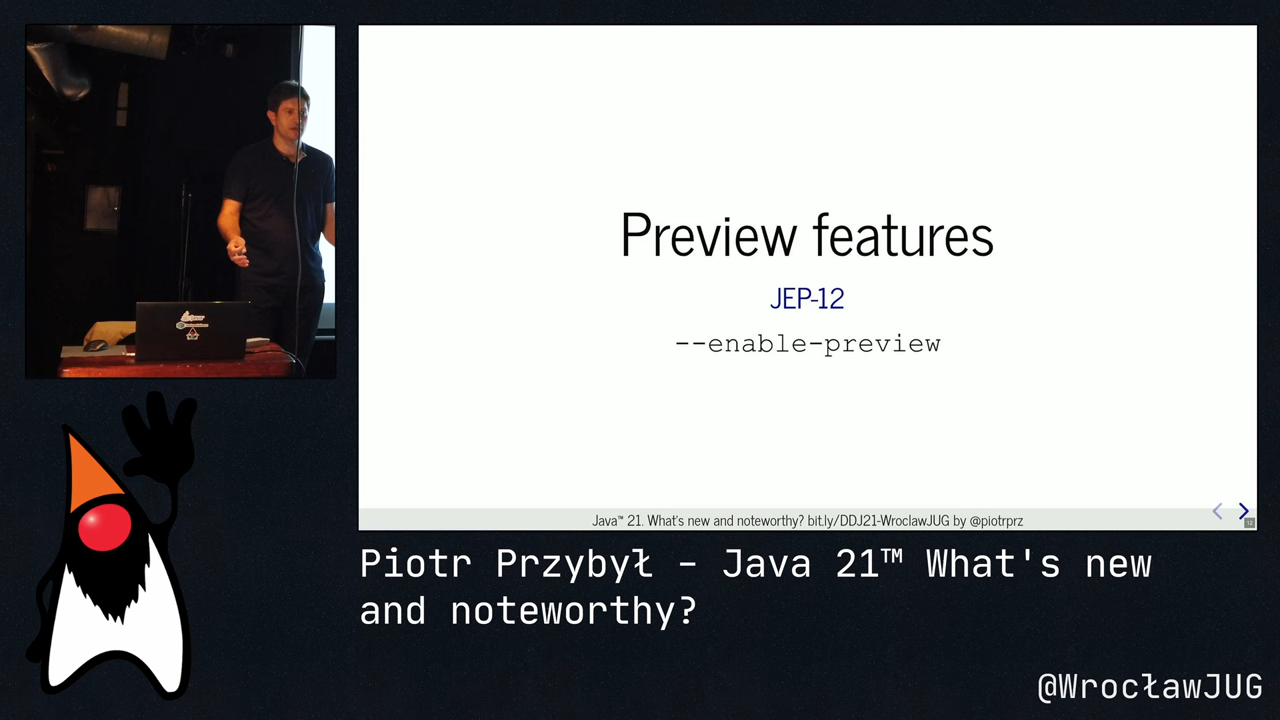 Preview features
JEP-12
--enable-preview
Java™ 21. What's new and noteworthy? bit.ly/DDJ21-WroclawJUG by @piotrprz
12
Piotr Przybył – Java 21™ What's new
and noteworthy?
@WrocławJUG